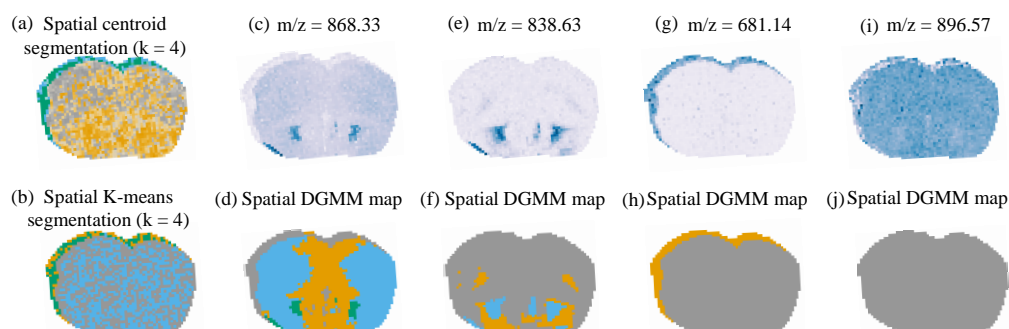 (a) Spatial centroid
segmentation (k = 4)
(c) m/z = 868.33
(e) m/z = 838.63
(g) m/z = 681.14
(i) m/z = 896.57
(b) Spatial K-means
segmentation (k = 4)
(d) Spatial DGMM map
(f) Spatial DGMM map
(h) Spatial DGMM map
(j) Spatial DGMM map